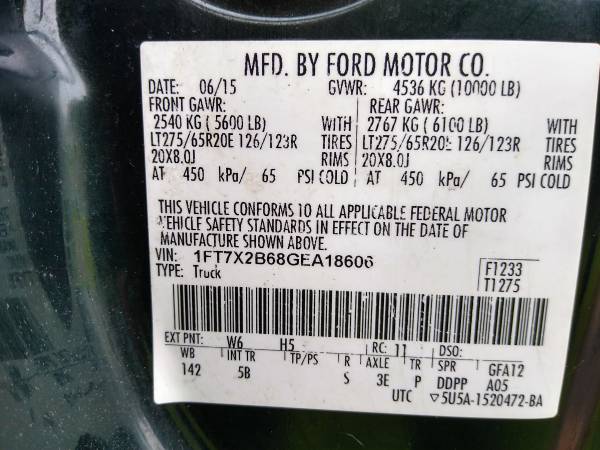 MFD. BY FORD MOTOR CO.
DATE: 06/15 GVWR: 4536 KG (10000 LB)
FRONT GAWR: REAR GAWR:
2540 KG ( 5600 LB) WITH 2767 KG ( 6100 LB) WITH
LT275/65R20E 126/123R TIRES LT275/65R20E 126/123R TIRES
20X8.0J RIMS 20X8.0J RIMS
AT 450 kPa/ 65 PSI COLD AT 450 kPa/ 65 PSI COLD
THIS VEHICLE CONFORMS TO ALL APPLICABLE FEDERAL MOTOR
VEHICLE SAFETY STANDARDS IN EFFECT ON THE DATE OF
MANUFACTURE SHOWN ABOVE.
VIN: 1FT7X2B68GEA18606 F1233
TYPE: Truck T1275
EXT PNT: W6 H5 RC: 11 DSO:
WB INT TR TP/PS R AXLE TR SPR GFA12
142 5B S 3E P DDPP A05
UTC ▽5U5A-1520472-BA